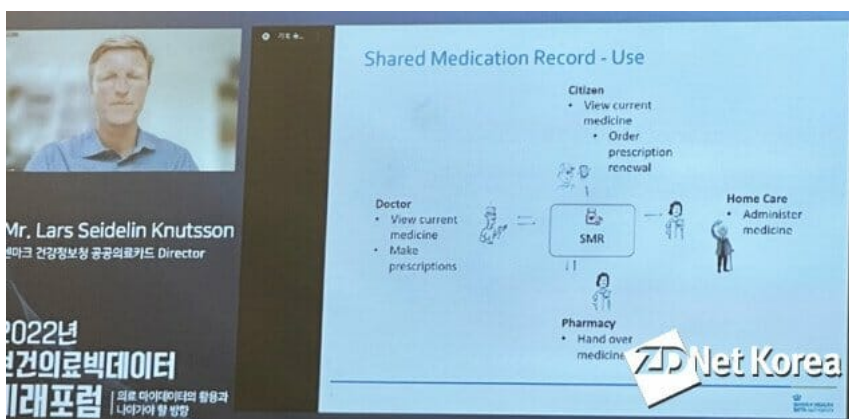 Shared Medication Record - Use
Citizen
• View current
medicine
• Order
prescription
renewal
Doctor
• View current
medicine
• Make
prescriptions
SMR
Home Care
• Administer
medicine
Pharmacy
• Hand over
medicine
Mr. Lars Seidelin Knutsson
덴마크 건강정보청 공공의료카드 Director
2022년
보건의료빅데이터
미래포럼
의료 마이데이터의 활용과
나아가야 할 방향
ZDNet Korea